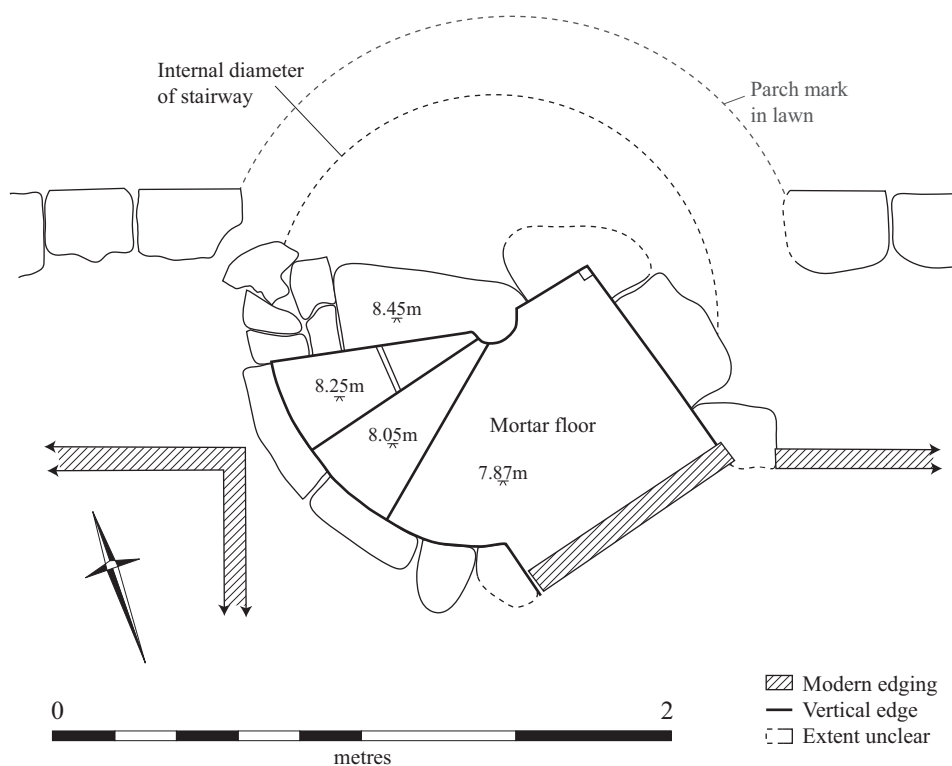 Internal diameter
of stairway
Parch mark
in lawn
8.45m
8.25m
8.05m
Mortar floor
7.87m
0
2
metres
Modern edging
Vertical edge
Extent unclear